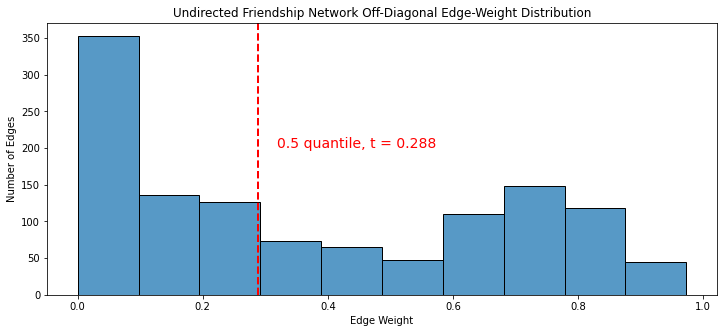 Undirected Friendship Network Off-Diagonal Edge-Weight Distribution
Number of Edges
350
300
250
200
150
100
50
0
0.5 quantile, t = 0.288
0.0 0.2 0.4 0.6 0.8 1.0
Edge Weight